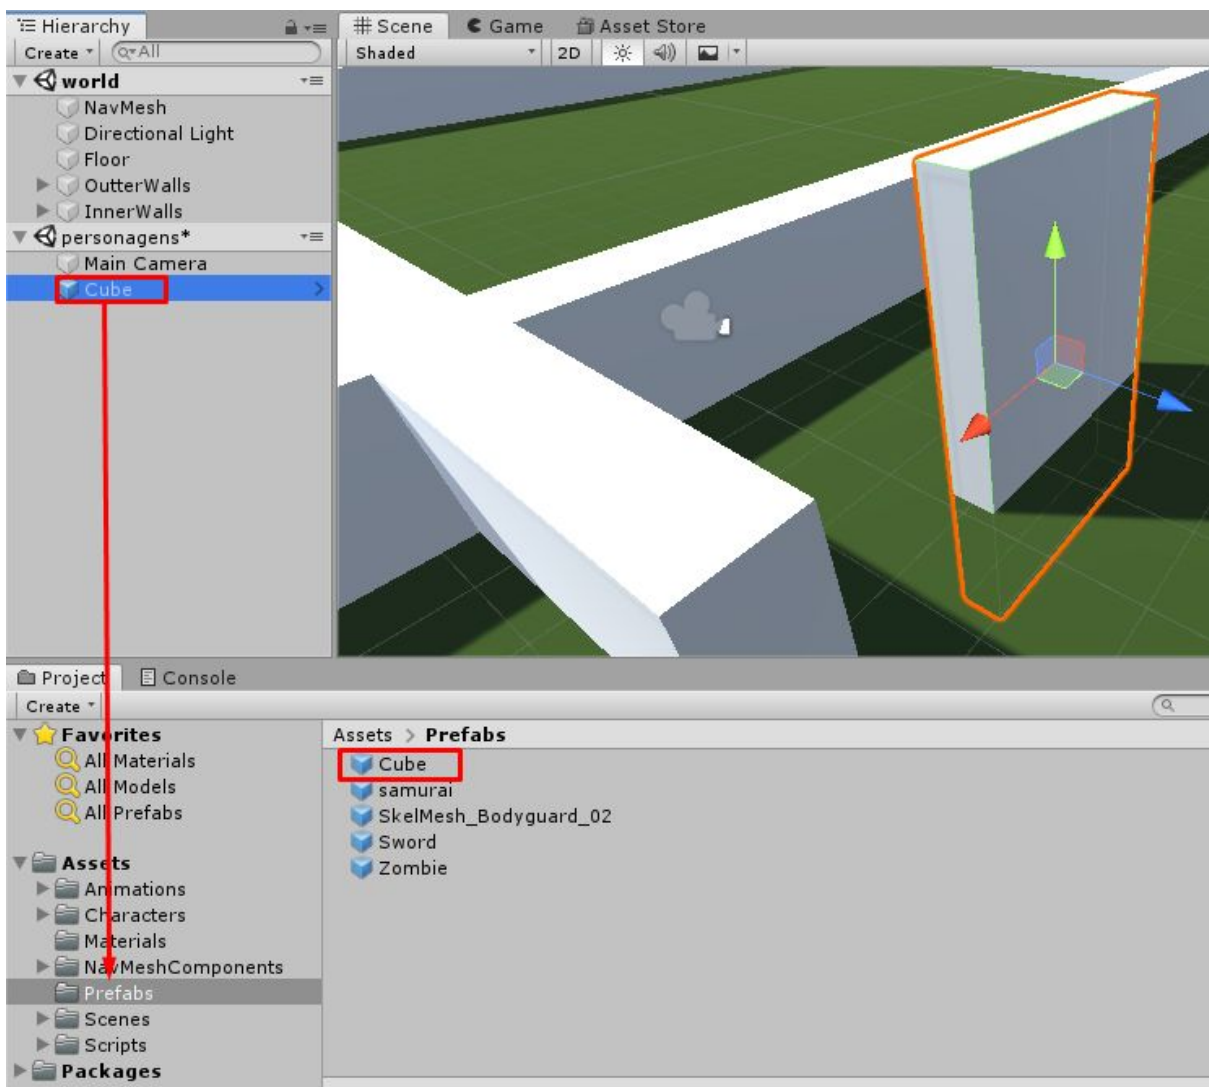 Hierarchy
Create All
world
NavMesh
Directional Light
Floor
OutterWalls
InnerWalls
personagens*
Main Camera
Cube
Scene Game Asset Store
Shaded 2D
Project Console
Create
Favorites
All Materials
All Models
All Prefabs
Assets
Animations
Characters
Materials
NavMeshComponents
Prefabs
Scenes
Scripts
Packages
Assets > Prefabs
Cube
samurai
SkelMesh_Bodyguard_02
Sword
Zombie